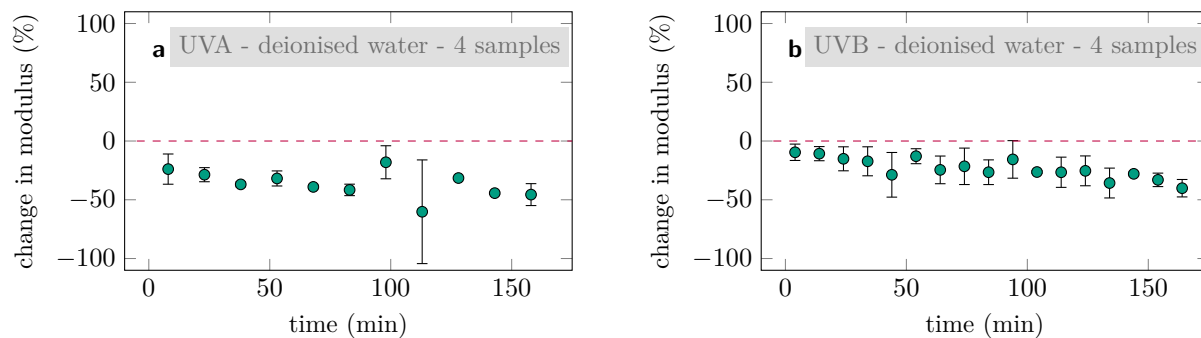 100
50
0
−50
−100
change in modulus (%)
a
UVA - deionised water - 4 samples
0
50
100
150
time (min)
100
50
0
−50
−100
change in modulus (%)
b
UVB - deionised water - 4 samples
0
50
100
150
time (min)